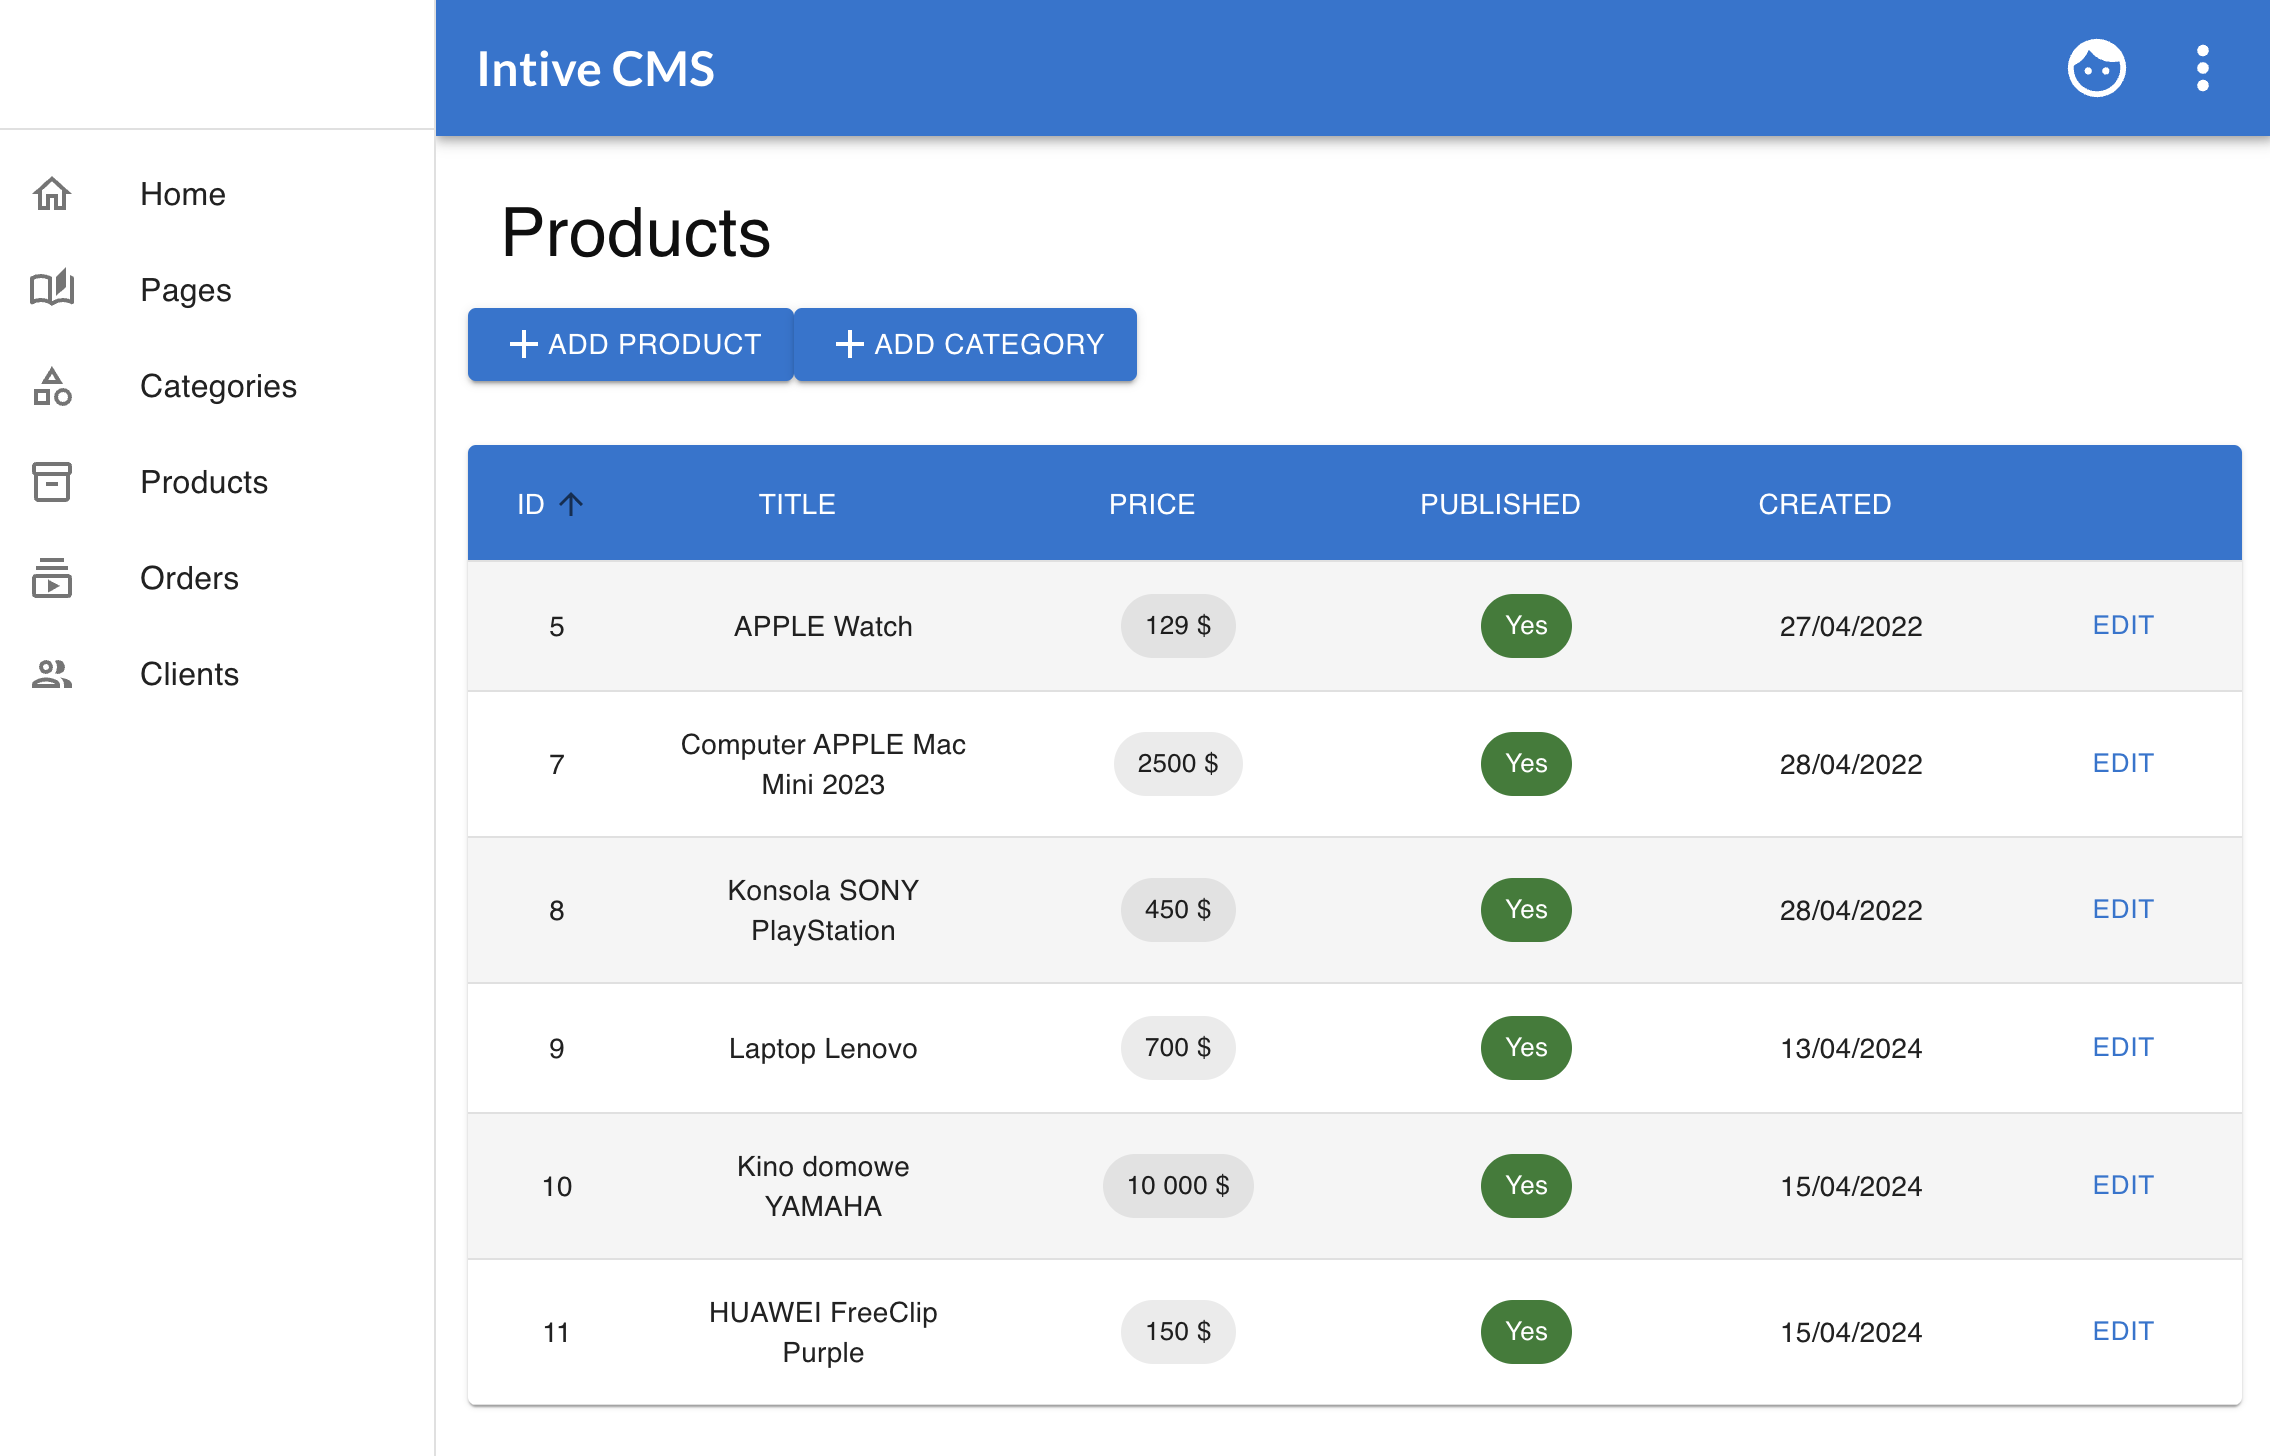 Intive CMS
Home
Pages
Categories
Products
Orders
Clients
Products
ADD PRODUCT ADD CATEGORY
ID TITLE PRICE PUBLISHED CREATED
5 APPLE Watch 129 $ Yes 27/04/2022 EDIT
7 Computer APPLE Mac 2500 $ Yes 28/04/2022 EDIT
Mini 2023
8 Konsola SONY 450 $ Yes 28/04/2022 EDIT
PlayStation
9 Laptop Lenovo 700 $ Yes 13/04/2024 EDIT
10 Kino domowe 10 000 $ Yes 15/04/2024 EDIT
YAMAHA
11 HUAWEI FreeClip 150 $ Yes 15/04/2024 EDIT
Purple